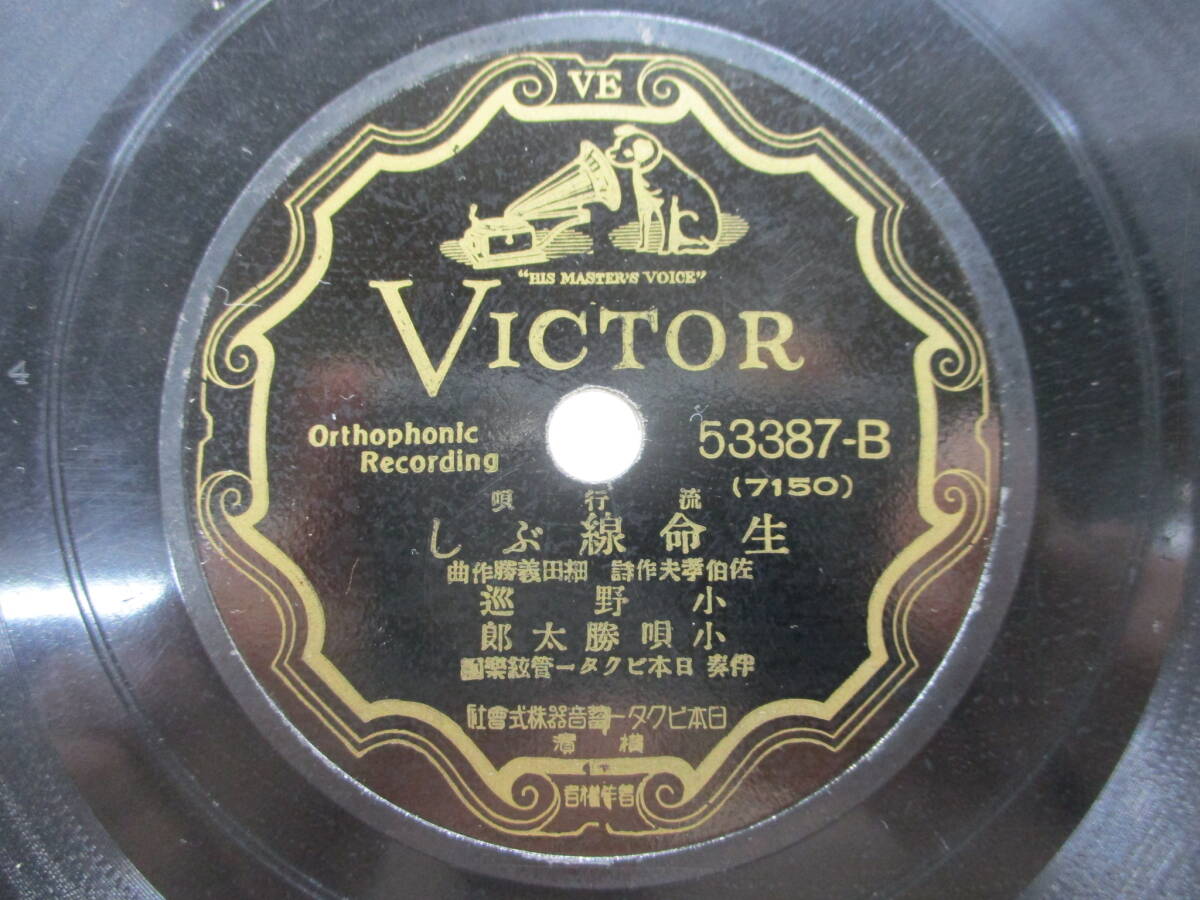 VE
"HIS MASTER'S VOICE"
VICTOR
Orthophonic
Recording
53387-B
(7150)
流行唄
生命線ぶし
佐伯孝夫作詩 細田義勝作曲
小野巡
小唄勝太郎
伴奏 日本ビクター管絃樂團
日本ビクター蓄音器株式會社
横濱
4